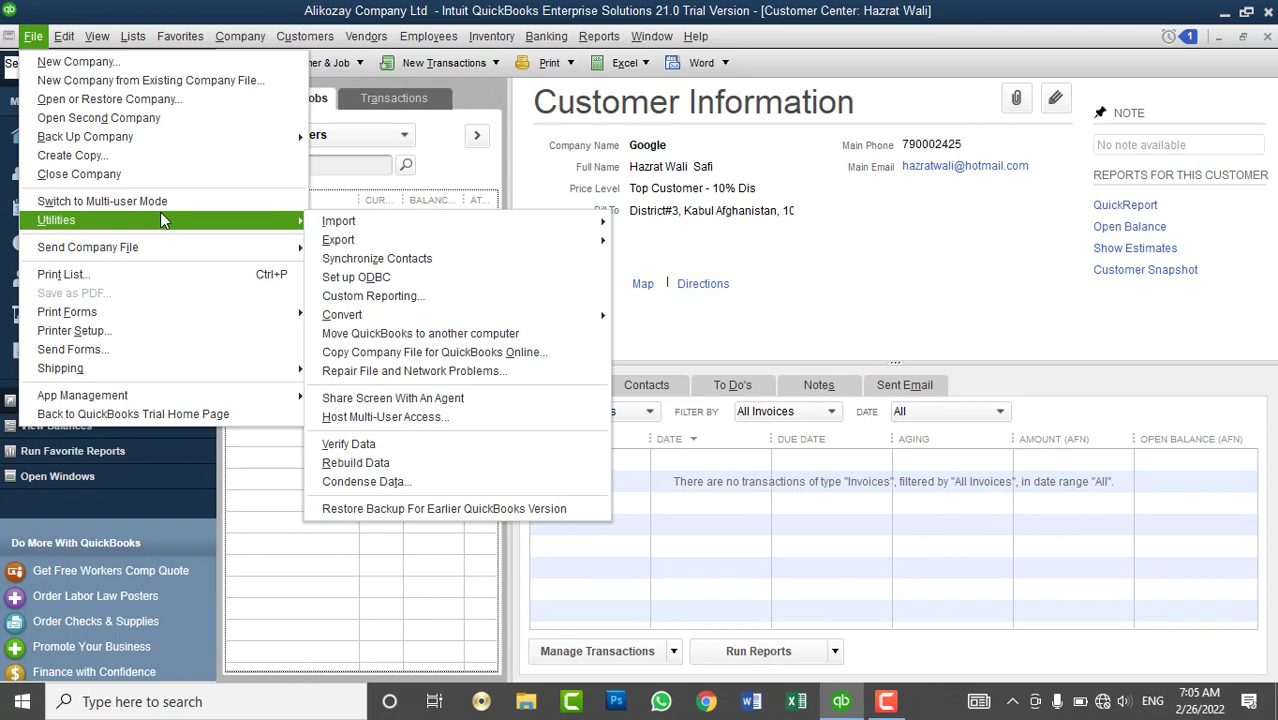 Alikozay Company Ltd - Intuit QuickBooks Enterprise Solutions 21.0 Trial Version - [Customer Center: Hazrat Wali]
File Edit View Lists Favorites Company Customers Vendors Employees Inventory Banking Reports Window Help 1
New Company...
New Company from Existing Company File...
Open or Restore Company...
Open Second Company
Back Up Company
Create Copy...
Close Company
Switch to Multi-user Mode
Utilities
Send Company File
Print List... Ctrl+P
Save as PDF...
Print Forms
Printer Setup...
Send Forms...
Shipping
App Management
Back to QuickBooks Trial Home Page
Import
Export
Synchronize Contacts
Set up ODBC
Custom Reporting...
Convert
Move QuickBooks to another computer
Copy Company File for QuickBooks Online...
Repair File and Network Problems...
Share Screen With An Agent
Host Multi-User Access...
Verify Data
Rebuild Data
Condense Data...
Restore Backup For Earlier QuickBooks Version
& Job New Transactions Print Excel Word
Transactions
CUR... BALANC... AT...
Customer Information
Company Name Google
Full Name Hazrat Wali Safi
Price Level Top Customer - 10% Dis
District#3, Kabul Afghanistan, 10
Main Phone 790002425
Main Email hazratwali@hotmail.com
Map Directions
NOTE
No note available
REPORTS FOR THIS CUSTOMER
QuickReport
Open Balance
Show Estimates
Customer Snapshot
Contacts To Do's Notes Sent Email
FILTER BY All Invoices DATE All
DATE DUE DATE AGING AMOUNT (AFN) OPEN BALANCE (AFN)
There are no transactions of type "Invoices", filtered by "All Invoices", in date range "All".
Manage Transactions Run Reports
Run Favorite Reports
Open Windows
Do More With QuickBooks
Get Free Workers Comp Quote
Order Labor Law Posters
Order Checks & Supplies
Promote Your Business
Finance with Confidence
Type here to search
ENG
7:05 AM
2/26/2022